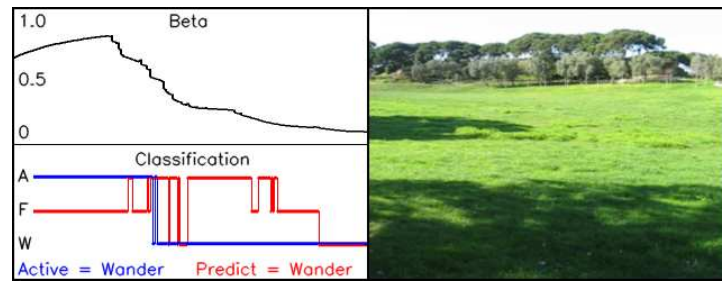 1.0 Beta
0.5
0
Classification
A
F
W
Active = Wander Predict = Wander